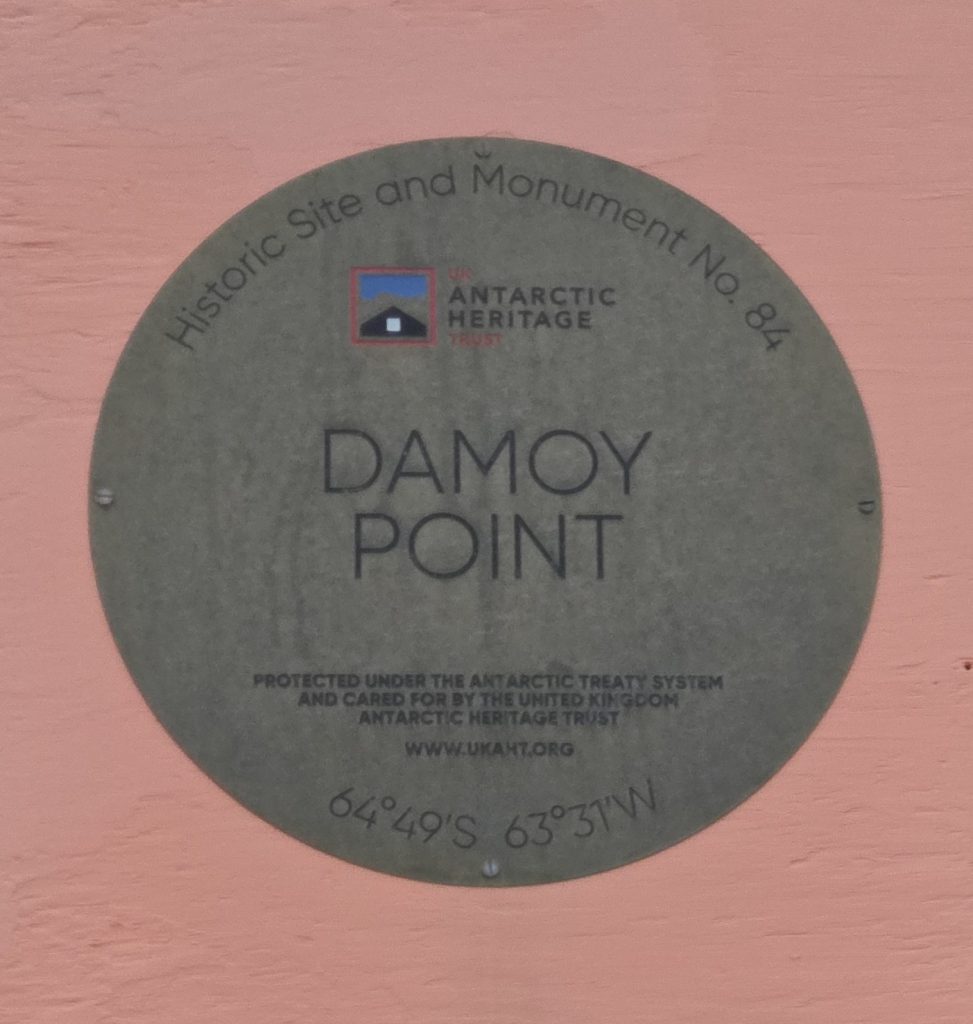 Historic Site and Monument No. 84
UK
ANTARCTIC
HERITAGE
TRUST
DAMOY
POINT
PROTECTED UNDER THE ANTARCTIC TREATY SYSTEM
AND CARED FOR BY THE UNITED KINGDOM
ANTARCTIC HERITAGE TRUST
WWW.UKAHT.ORG
64°49'S 63°31'W